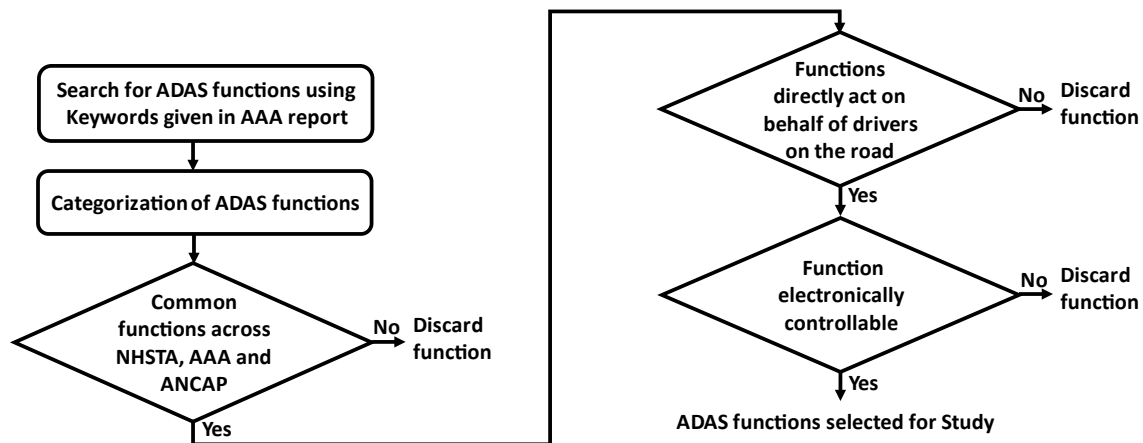 Search for ADAS functions using
Keywords given in AAA report
Categorization of ADAS functions
Common
functions across
NHSTA, AAA and
ANCAP
No
Discard
function
Yes
Functions
directly act on
behalf of drivers
on the road
No
Discard
function
Yes
Function
electronically
controllable
No
Discard
function
Yes
ADAS functions selected for Study